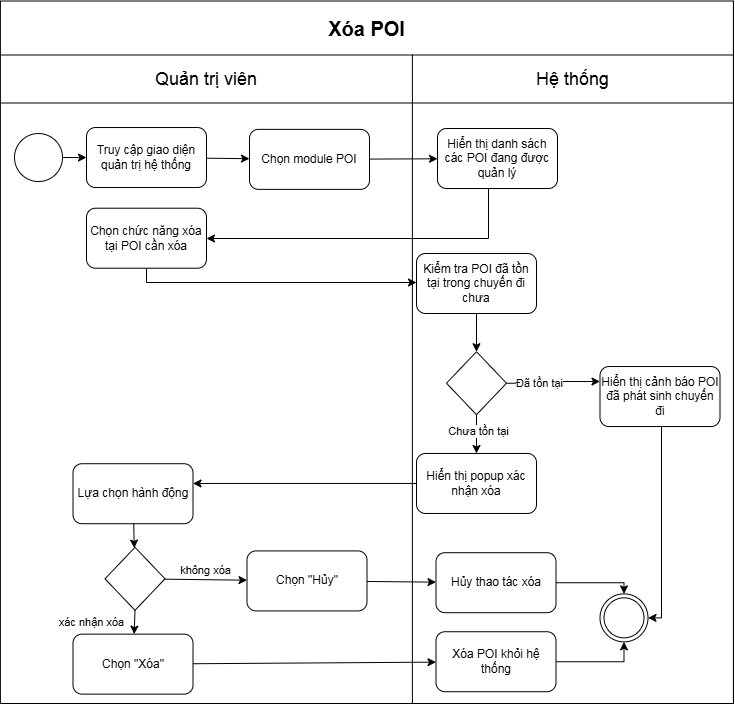 Xóa POI
Quản trị viên
Hệ thống
Truy cập giao diện
quản trị hệ thống
Chọn module POI
Hiển thị danh sách
các POI đang được
quản lý
Chọn chức năng xóa
tại POI cần xóa
Kiểm tra POI đã tồn
tại trong chuyến đi
chưa
Đã tồn tại
Hiển thị cảnh báo POI
đã phát sinh chuyến
đi
Chưa tồn tại
Hiển thị popup xác
nhận xóa
Lựa chọn hành động
không xóa
Chọn "Hủy"
Hủy thao tác xóa
xác nhận xóa
Chọn "Xóa"
Xóa POI khỏi hệ
thống